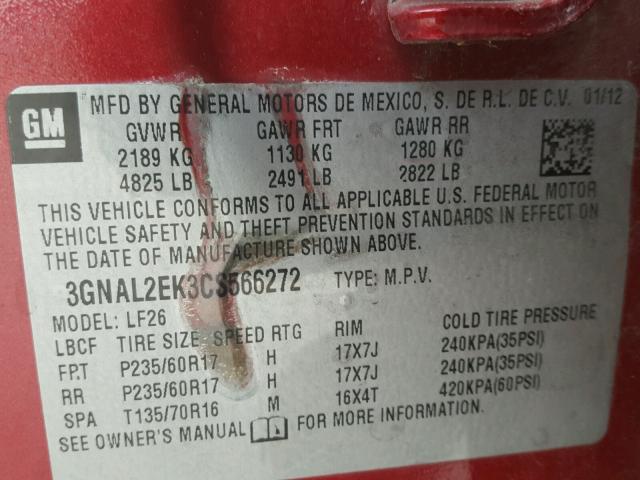 GM
MFD BY GENERAL MOTORS DE MEXICO, S. DE R.L. DE C.V. 01/12
GVWR GAWR FRT GAWR RR
2189 KG 1130 KG 1280 KG
4825 LB 2491 LB 2822 LB
THIS VEHICLE CONFORMS TO ALL APPLICABLE U.S. FEDERAL MOTOR
VEHICLE SAFETY AND THEFT PREVENTION STANDARDS IN EFFECT ON
THE DATE OF MANUFACTURE SHOWN ABOVE.
3GNAL2EK3CS566272 TYPE: M.P.V.
MODEL: LF26
LBCF TIRE SIZE SPEED RTG RIM COLD TIRE PRESSURE
FPT P235/60R17 H 17X7J 240KPA(35PSI)
RR P235/60R17 H 17X7J 240KPA(35PSI)
SPA T135/70R16 M 16X4T 420KPA(60PSI)
SEE OWNER'S MANUAL FOR MORE INFORMATION.